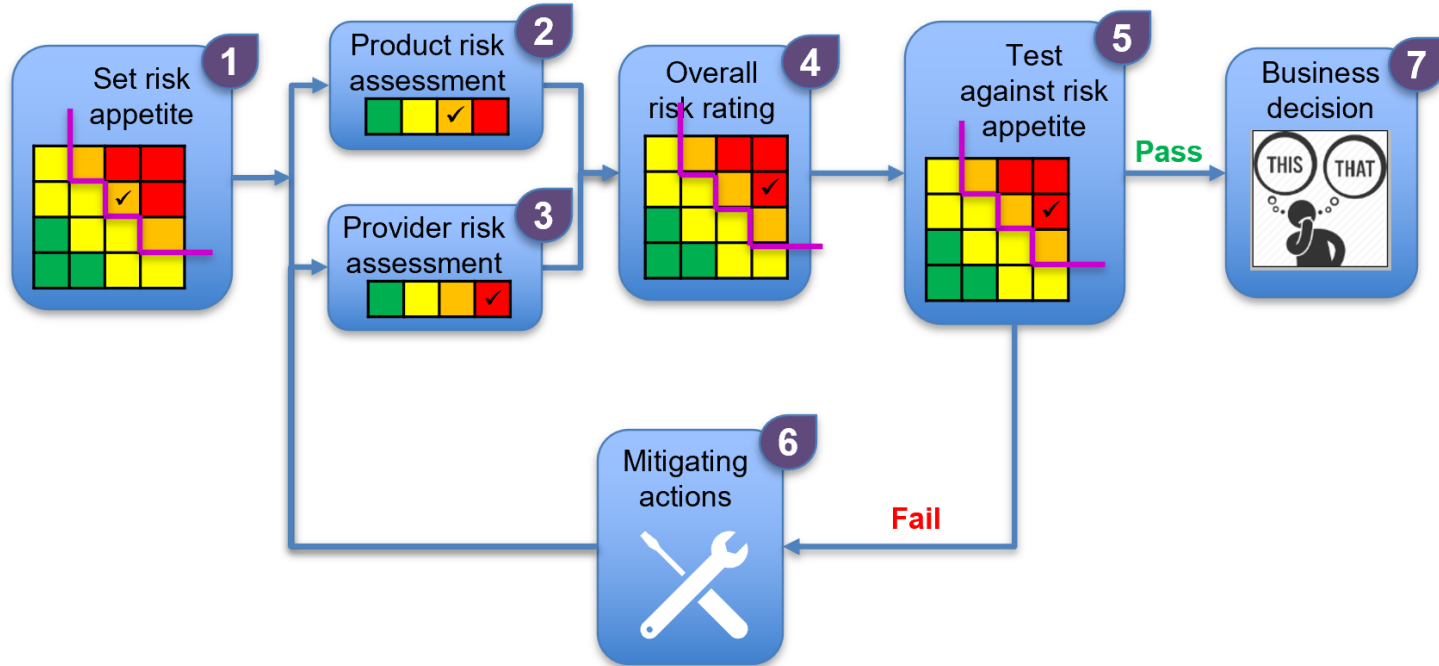 1
Set risk
appetite
2
Product risk
assessment
✓
3
Provider risk
assessment
✓
4
Overall
risk rating
✓
5
Test
against risk
appetite
✓
Pass
7
Business
decision
THIS
THAT
6
Mitigating
actions
Fail